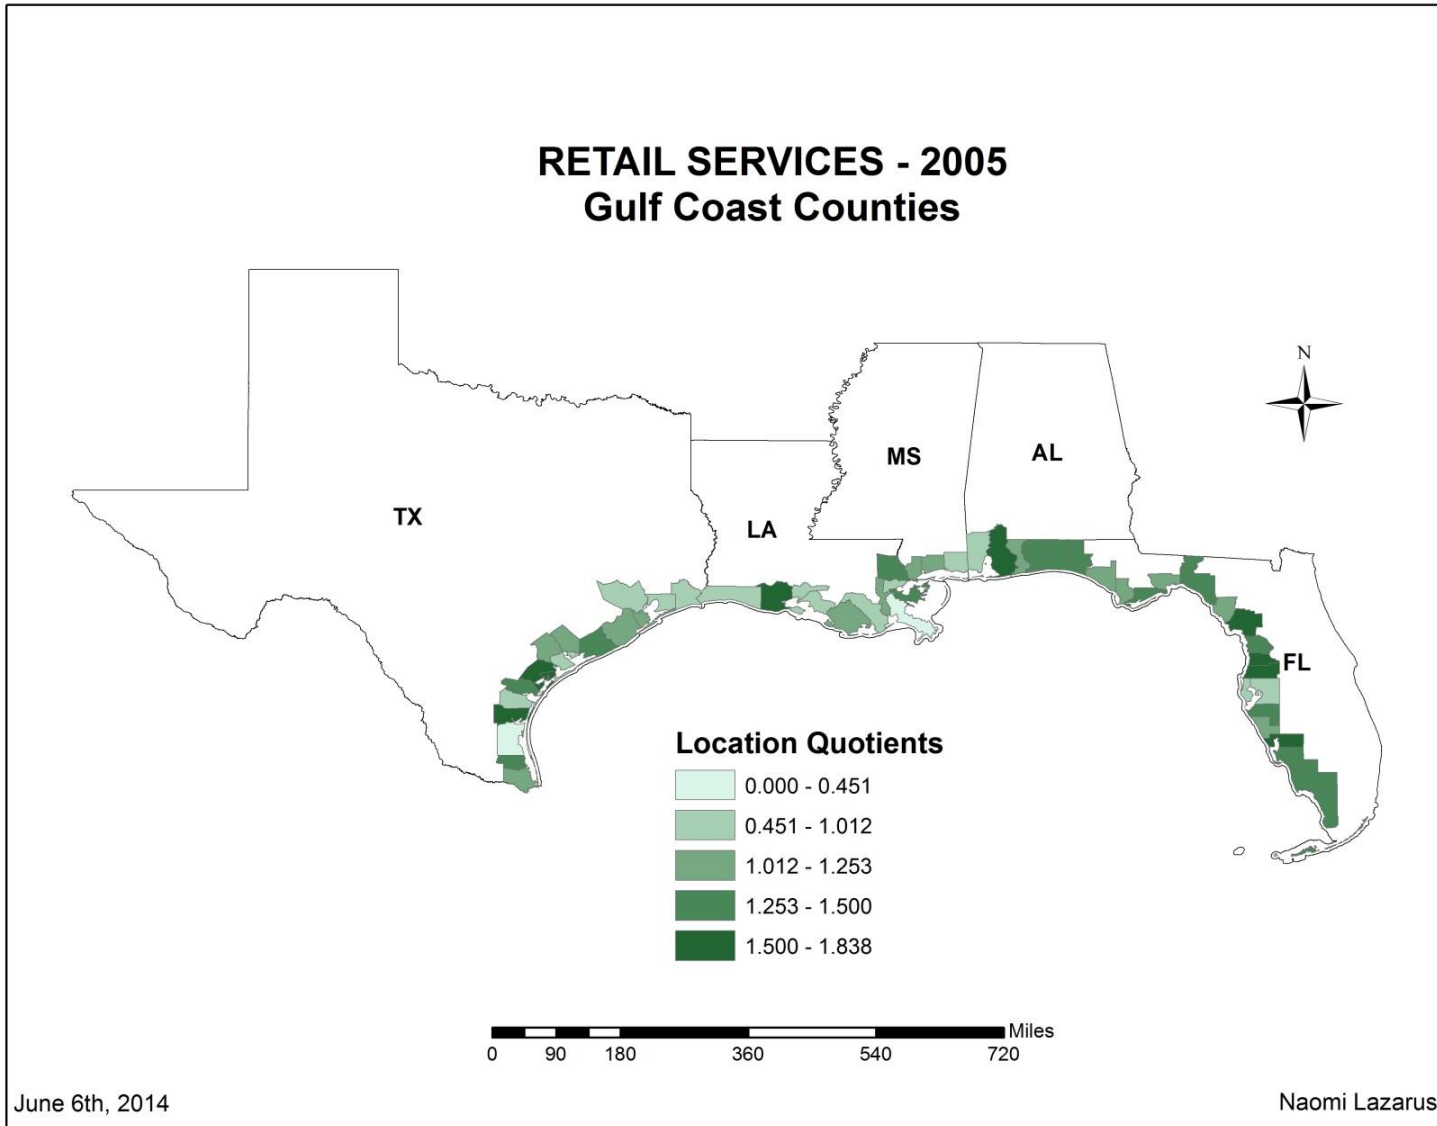 RETAIL SERVICES - 2005
Gulf Coast Counties
N
MS
AL
TX
LA
FL
Location Quotients
0.000 - 0.451
0.451 - 1.012
1.012 - 1.253
1.253 - 1.500
1.500 - 1.838
Miles
0 90 180 360 540 720
June 6th, 2014
Naomi Lazarus